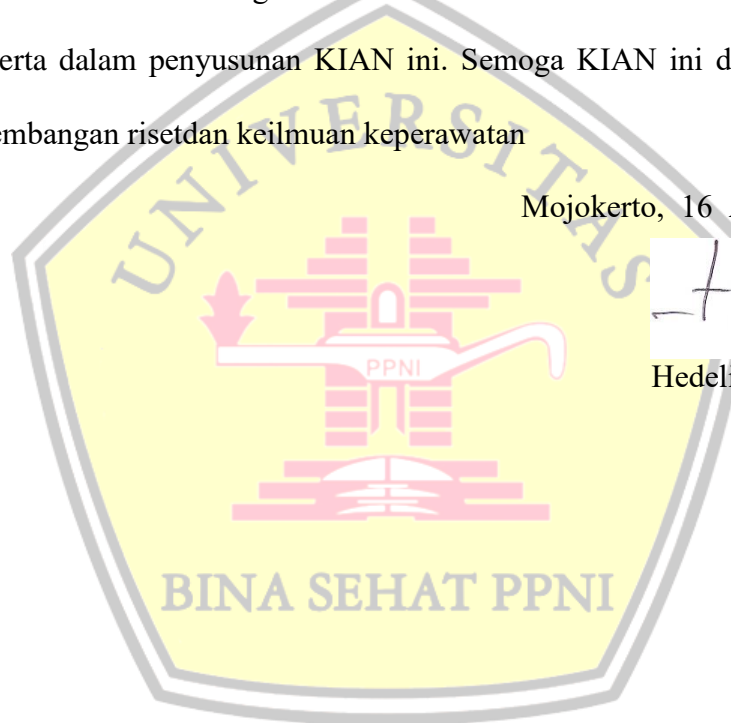 erta dalam penyusunan KIAN ini. Semoga KIAN ini d
embangan risetdan keilmuan keperawatan
Mojokerto, 16
Hedeli
UNIVERSITAS
PPNI
BINA SEHAT PPNI